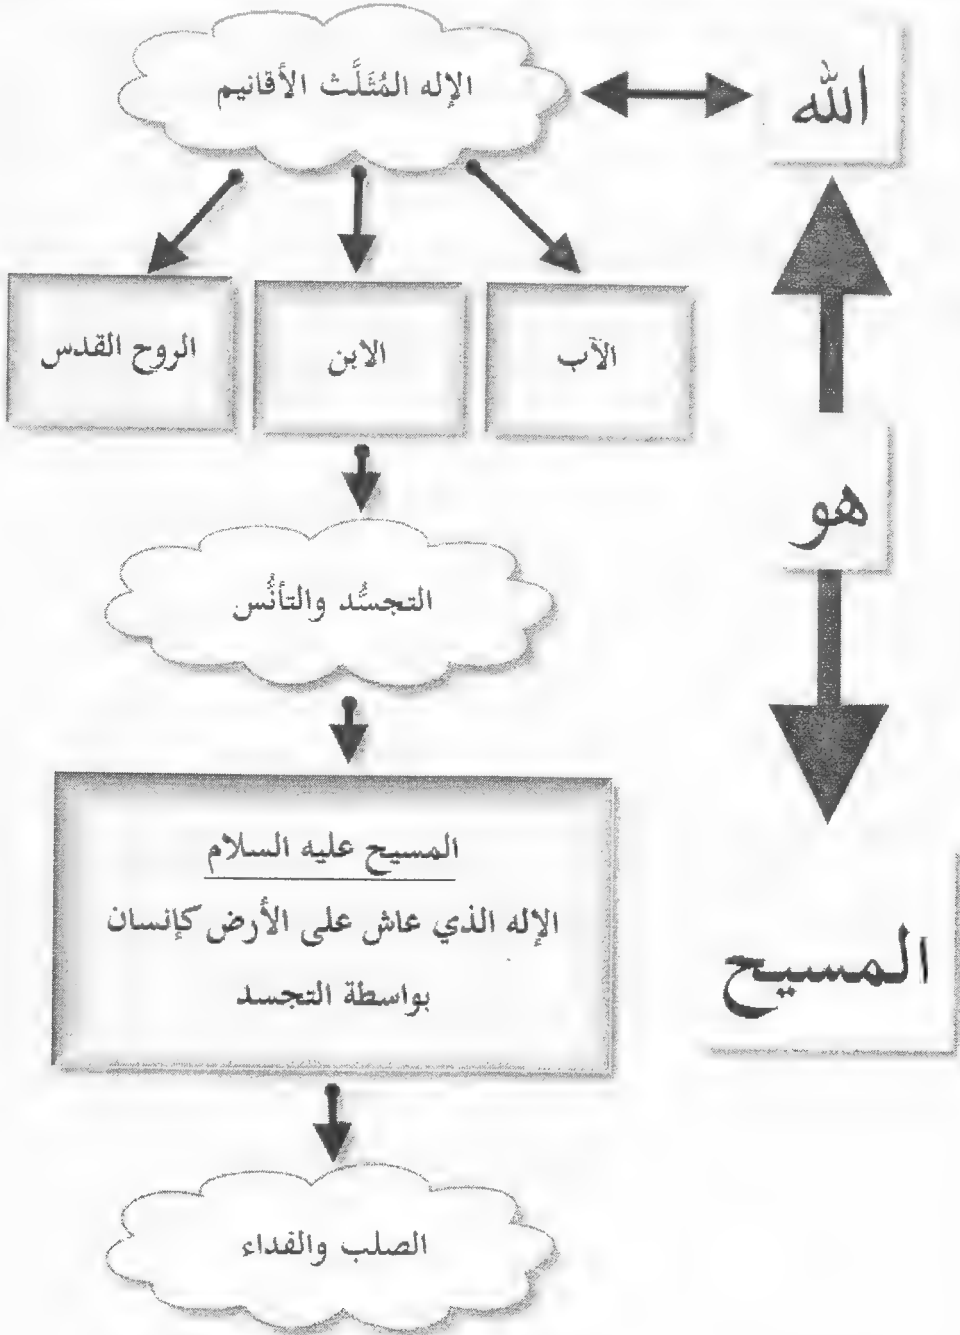 الله
الإله المُثَلَّث الأقانيم
الآب
الابن
الروح القدس
هو
التجسُّد والتأنُّس
المسيح
المسيح عليه السلام
الإله الذي عاش على الأرض كإنسان
بواسطة التجسد
الصلب والفداء